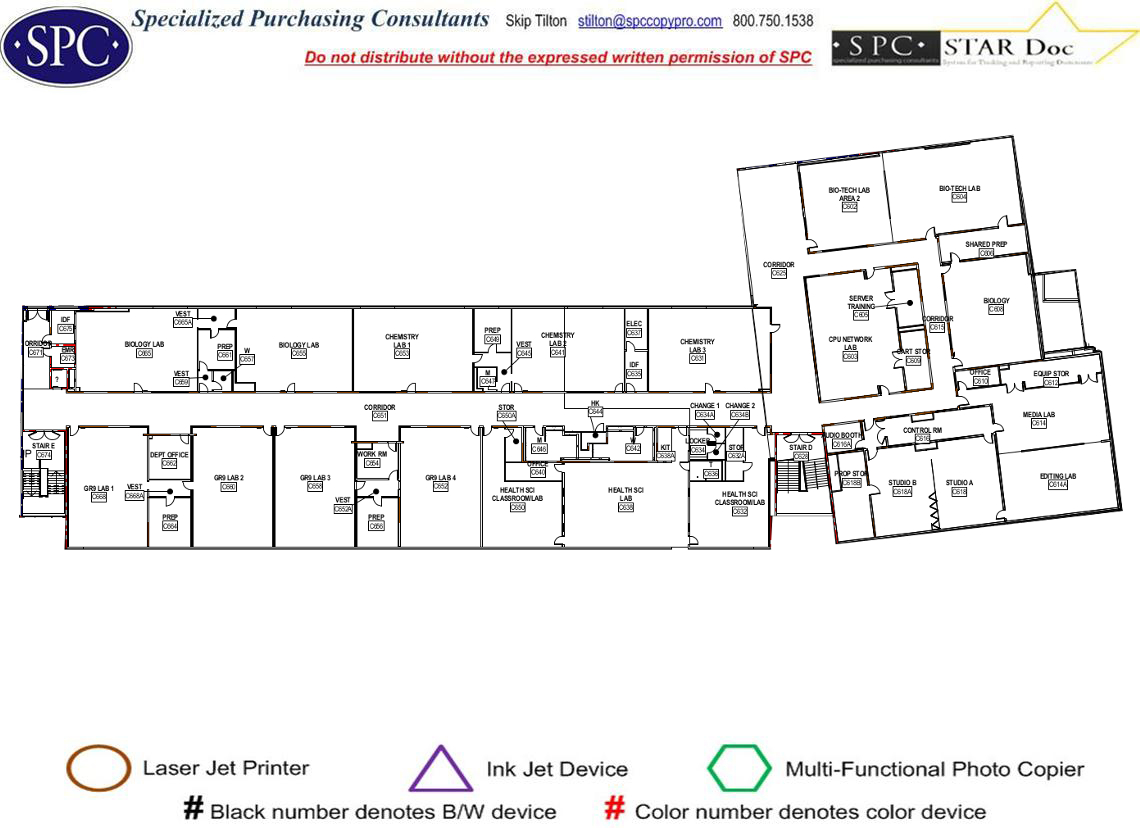 SPC
Specialized Purchasing Consultants Skip Tilton stilton@spccopypro.com 800.750.1538
Do not distribute without the expressed written permission of SPC
· SPC · STAR Doc
specialized purchasing consultants System for Tracking and Reporting Documents
BIO-TECH LAB
AREA 2
C602
BIO-TECH LAB
C604
SHARED PREP
C606
CORRIDOR
C625
SERVER
TRAINING
C605
BIOLOGY
C608
CORRIDOR
C615
CPU NETWORK
LAB
C603
CART STOR
C609
OFFICE
C610
EQUIP STOR
C612
MEDIA LAB
C614
CONTROL RM
C616
C616A
PROP STOR
C618B
STUDIO B
C618A
STUDIO A
C618
EDITING LAB
C614A
IDF
C675
C671
EMR
C673
?
VEST
C665A
BIOLOGY LAB
C665
PREP
C661
W
C657
VEST
C659
BIOLOGY LAB
C655
CHEMISTRY
LAB 1
C653
PREP
C649
M
C647
VEST
C645
CHEMISTRY
LAB 2
C641
ELEC
C637
IDF
C635
CHEMISTRY
LAB 3
C631
CORRIDOR
C651
STOR
C650A
HK
C644
CHANGE 1
C634A
CHANGE 2
C634B
STAIR E
C674
P
GR9 LAB 1
C668
DEPT OFFICE
C662
VEST
C668A
PREP
C664
GR9 LAB 2
C660
GR9 LAB 3
C658
WORK RM
C654
VEST
C652A
PREP
C656
GR9 LAB 4
C652
M
C646
OFFICE
C640
HEALTH SCI
CLASSROOM/LAB
C650
W
C642
KIT
C638A
HEALTH SCI
LAB
C638
LOCKER
C634
STOR
C632A
T
C636
HEALTH SCI
CLASSROOM/LAB
C632
STAIR D
C628
Laser Jet Printer
Ink Jet Device
Multi-Functional Photo Copier
# Black number denotes B/W device
# Color number denotes color device